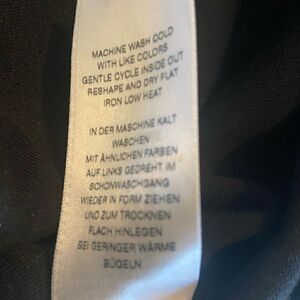 MACHINE WASH COLD
WITH LIKE COLORS
GENTLE CYCLE INSIDE OUT
RESHAPE AND DRY FLAT
IRON LOW HEAT
IN DER MASCHINE KALT
WASCHEN
MIT ÄHNLICHEN FARBEN
AUF LINKS GEDREHT IM
SCHONWASCHGANG
WIEDER IN FORM ZIEHEN
UND ZUM TROCKNEN
FLACH HINLEGEN
BEI GERINGER WÄRME
BÜGELN